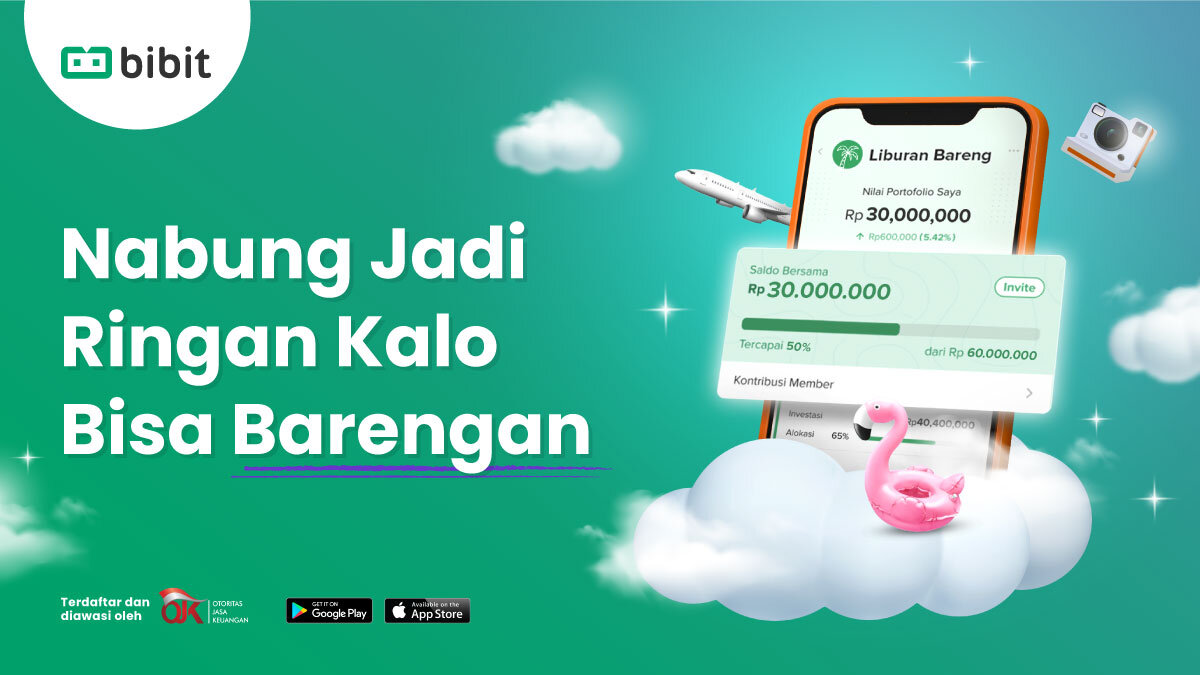 bibit
Nabung Jadi
Ringan Kalo
Bisa Barengan
Terdaftar dan
diawasi oleh
OJK
OTORITAS
JASA
KEUANGAN
GET IT ON
Google Play
Available on the
App Store
Liburan Bareng
Nilai Portofolio Saya
Rp 30,000,000
Rp600,000 (5.42%)
Saldo Bersama
Rp 30.000.000
Invite
Tercapai 50%
dari Rp 60.000.000
Kontribusi Member
Investasi
Rp40,400,000
Alokasi 65%